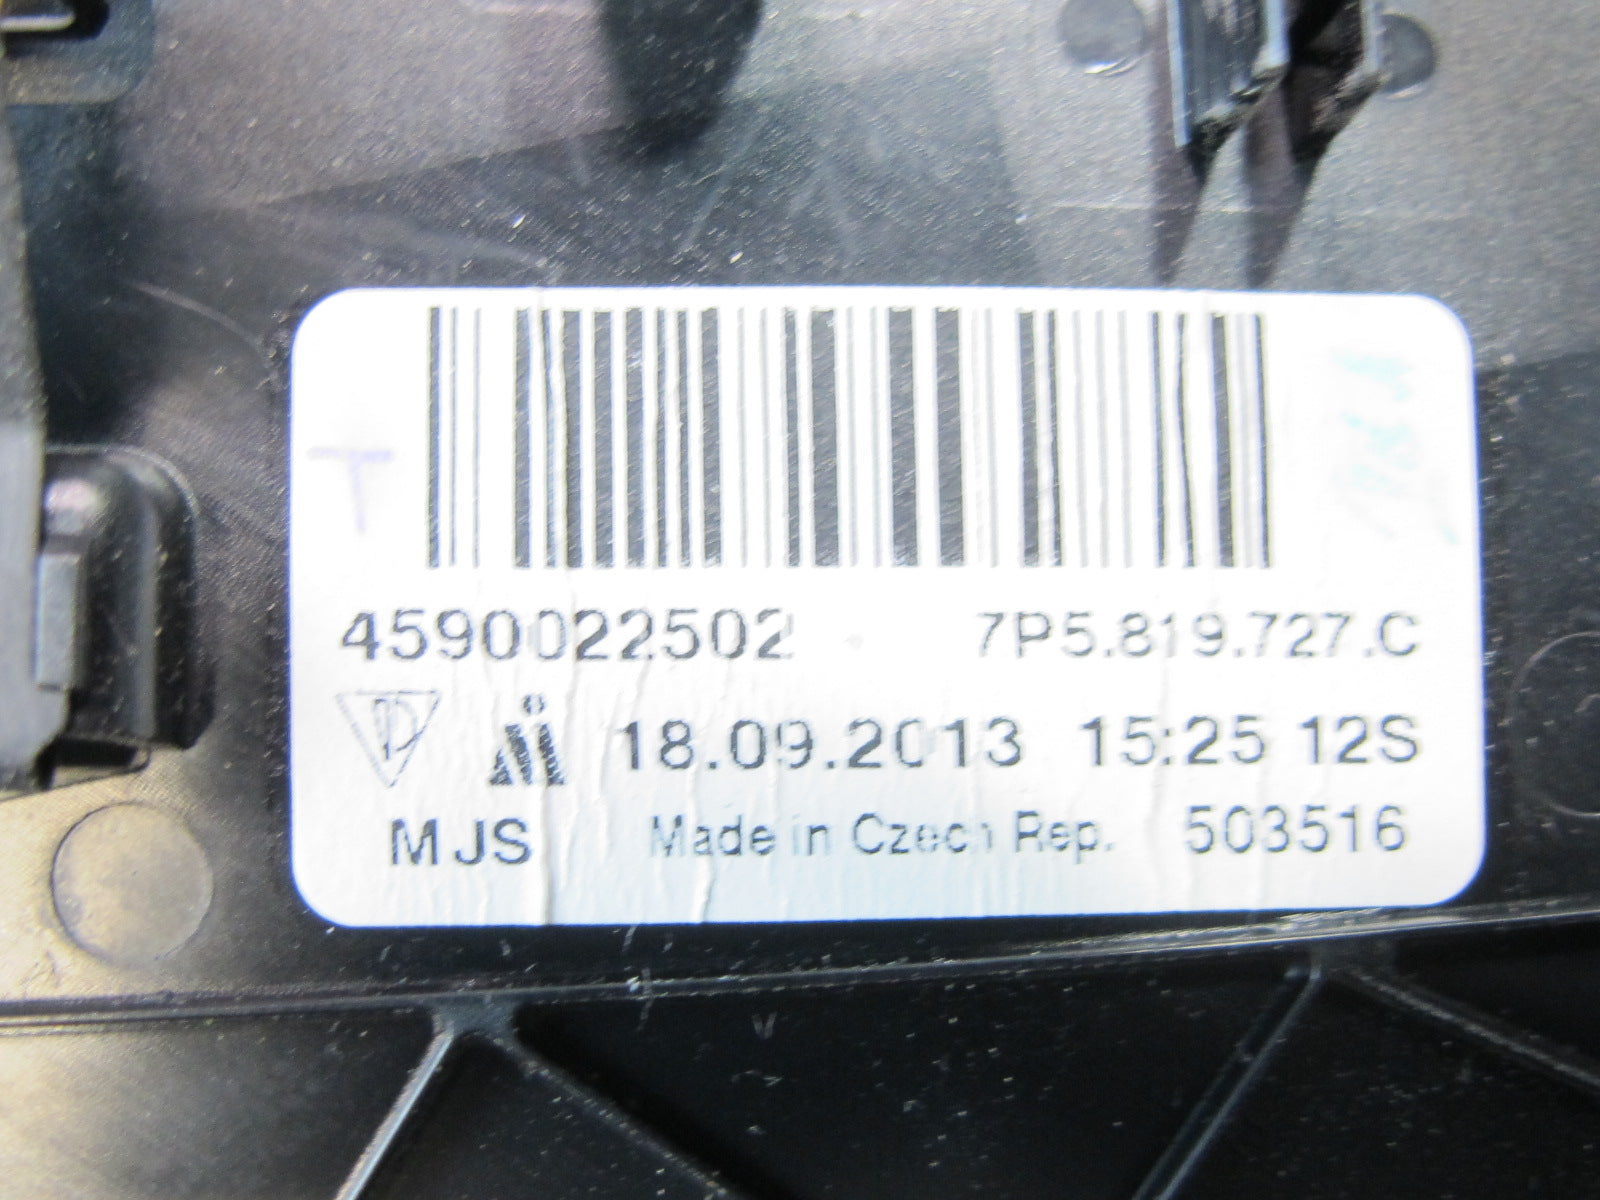 T
4590022502 7P5.819.727.C
18.09.2013 15:25 12S
MJS Made in Czech Rep. 503516